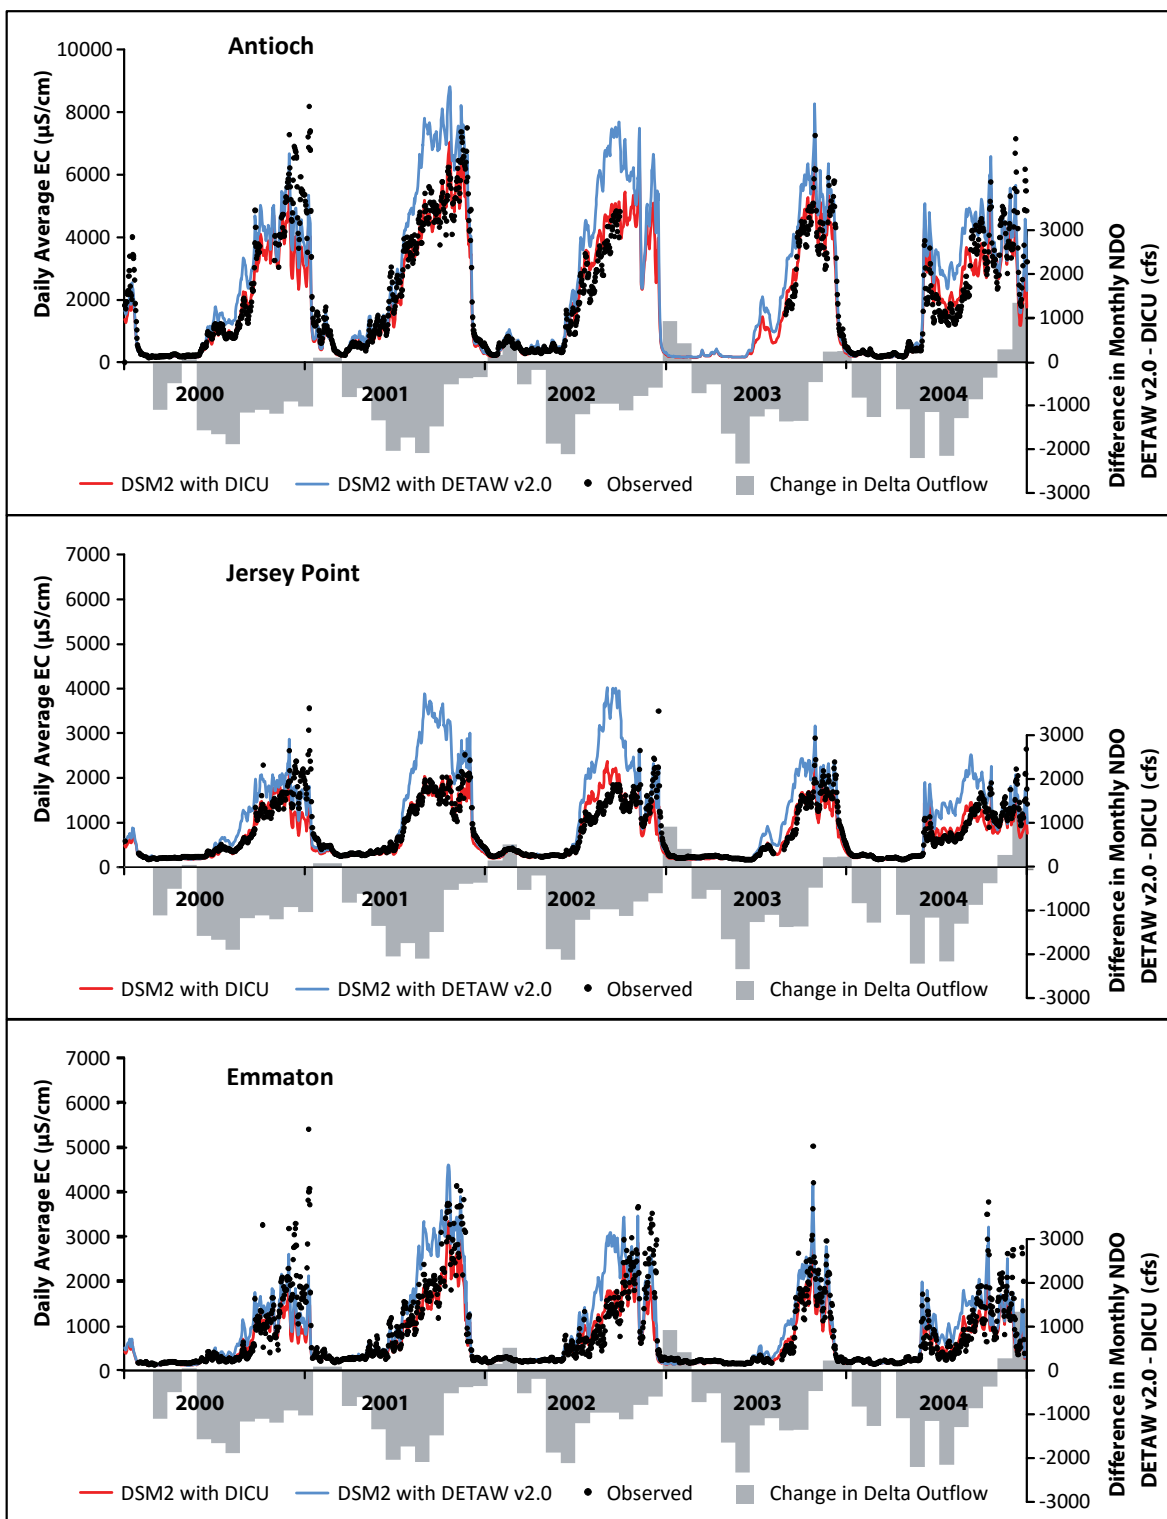 Antioch
Daily Average EC (µS/cm)
10000
8000
6000
4000
2000
0
3000
2000
1000
0
-1000
-2000
-3000
Difference in Monthly NDO
DETAW v2.0 - DICU (cfs)
2000 2001 2002 2003 2004
DSM2 with DICU DSM2 with DETAW v2.0 Observed Change in Delta Outflow
Jersey Point
Daily Average EC (µS/cm)
7000
6000
5000
4000
3000
2000
1000
0
3000
2000
1000
0
-1000
-2000
-3000
Difference in Monthly NDO
DETAW v2.0 - DICU (cfs)
2000 2001 2002 2003 2004
DSM2 with DICU DSM2 with DETAW v2.0 Observed Change in Delta Outflow
Emmaton
Daily Average EC (µS/cm)
7000
6000
5000
4000
3000
2000
1000
0
3000
2000
1000
0
-1000
-2000
-3000
Difference in Monthly NDO
DETAW v2.0 - DICU (cfs)
2000 2001 2002 2003 2004
DSM2 with DICU DSM2 with DETAW v2.0 Observed Change in Delta Outflow